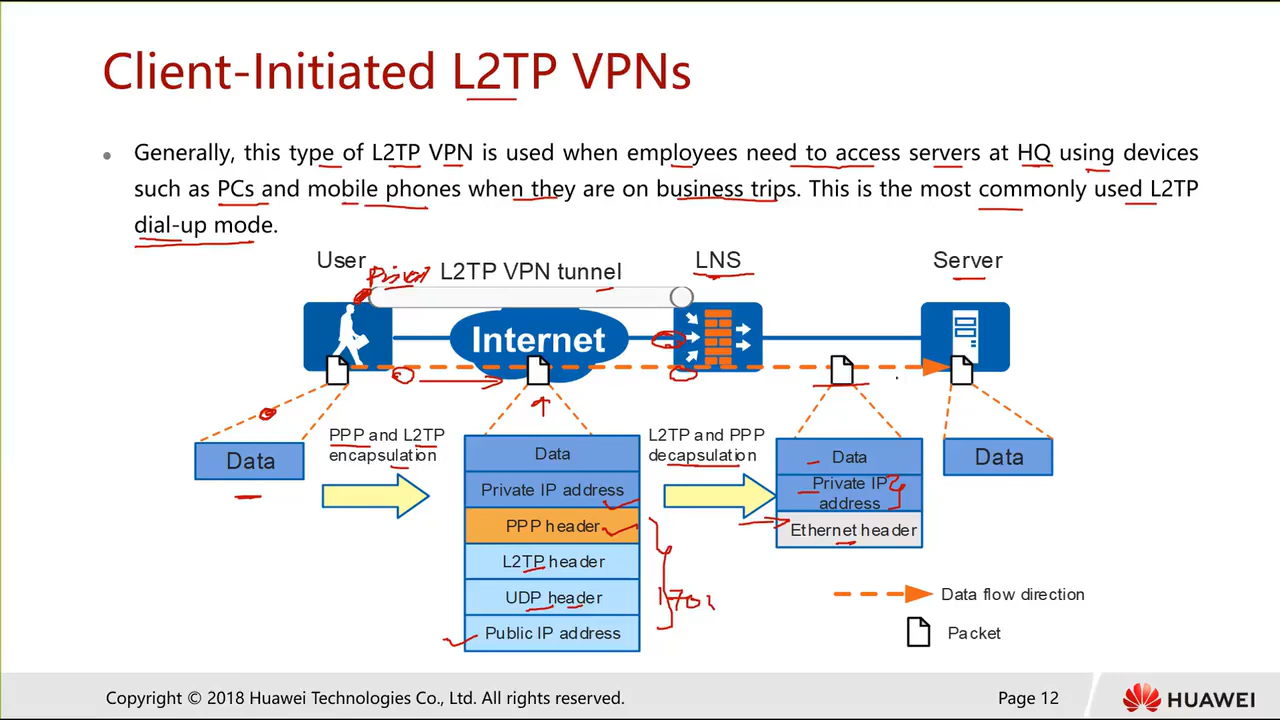 Client-Initiated L2TP VPNs
Generally, this type of L2TP VPN is used when employees need to access servers at HQ using devices
such as PCs and mobile phones when they are on business trips. This is the most commonly used L2TP
dial-up mode.
User
L2TP VPN tunnel
LNS
Server
Internet
Data
PPP and L2TP
encapsulation
Data
Private IP address
PPP header
L2TP header
UDP header
Public IP address
1701
L2TP and PPP
decapsulation
Data
Private IP
address
Ethernet header
Data
Data flow direction
Packet
Copyright © 2018 Huawei Technologies Co., Ltd. All rights reserved.
Page 12
HUAWEI